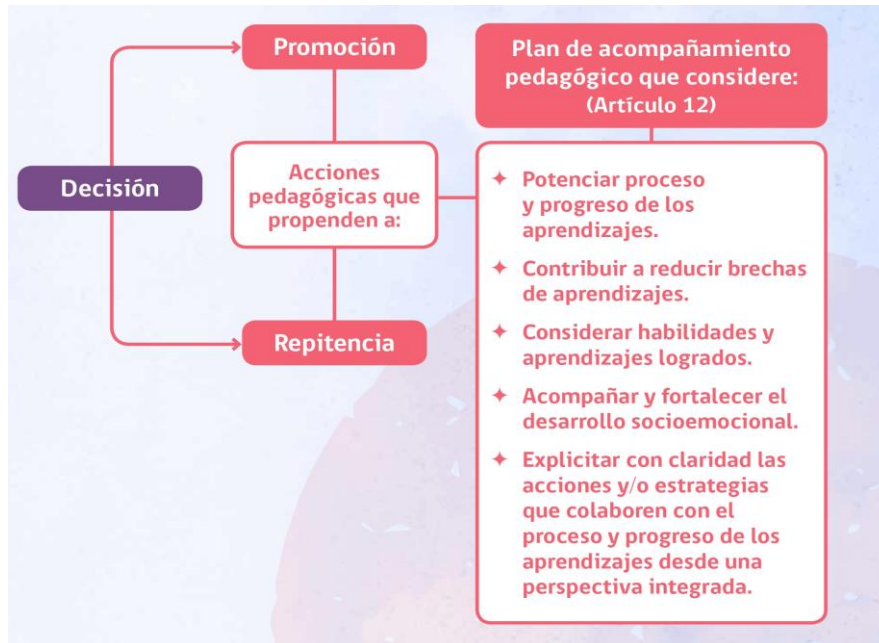 Promoción
Plan de acompañamiento
pedagógico que considere:
(Artículo 12)
Decisión
Acciones
pedagógicas que
propenden a:
Repitencia
✦ Potenciar proceso
y progreso de los
aprendizajes.
✦ Contribuir a reducir brechas
de aprendizajes.
✦ Considerar habilidades y
aprendizajes logrados.
✦ Acompañar y fortalecer el
desarrollo socioemocional.
✦ Explicitar con claridad las
acciones y/o estrategias
que colaboren con el
proceso y progreso de los
aprendizajes desde una
perspectiva integrada.